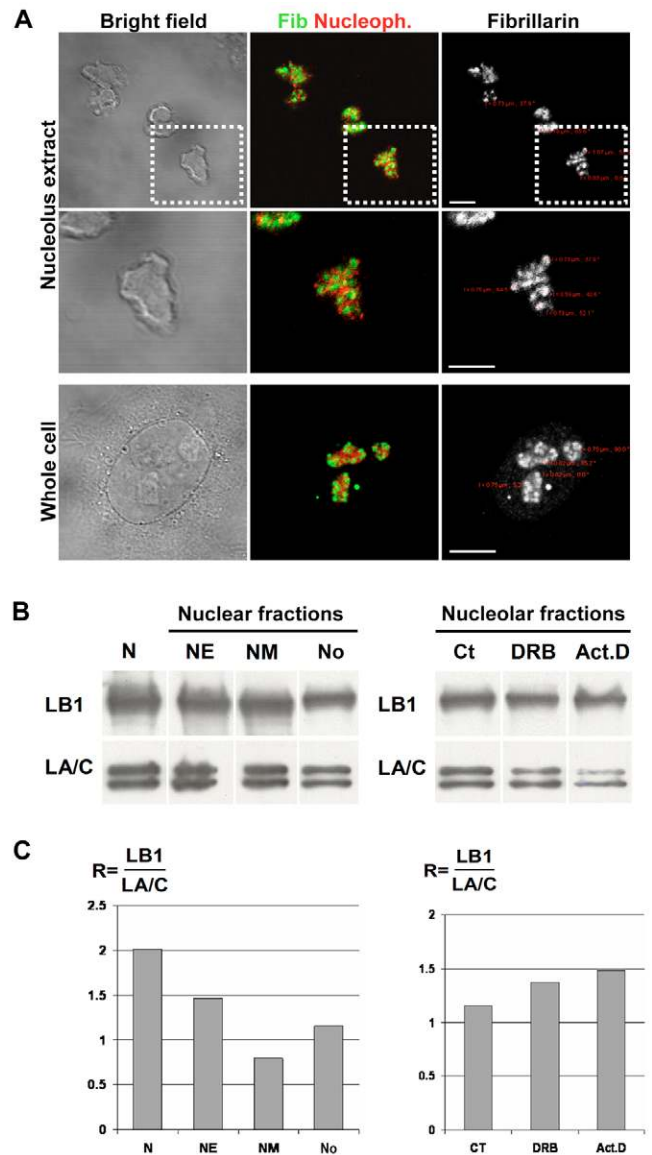 A
Bright field Fib Nucleoph. Fibrillarin
Nucleolus extract
Whole cell
B
Nuclear fractions Nucleolar fractions
N NE NM No Ct DRB Act.D
LB1 LB1
LA/C LA/C
C
R= LB1 R= LB1
LA/C LA/C
2.5
2
1.5
1
0.5
0
N NE NM No
2
1.5
1
0.5
0
CT DRB Act.D